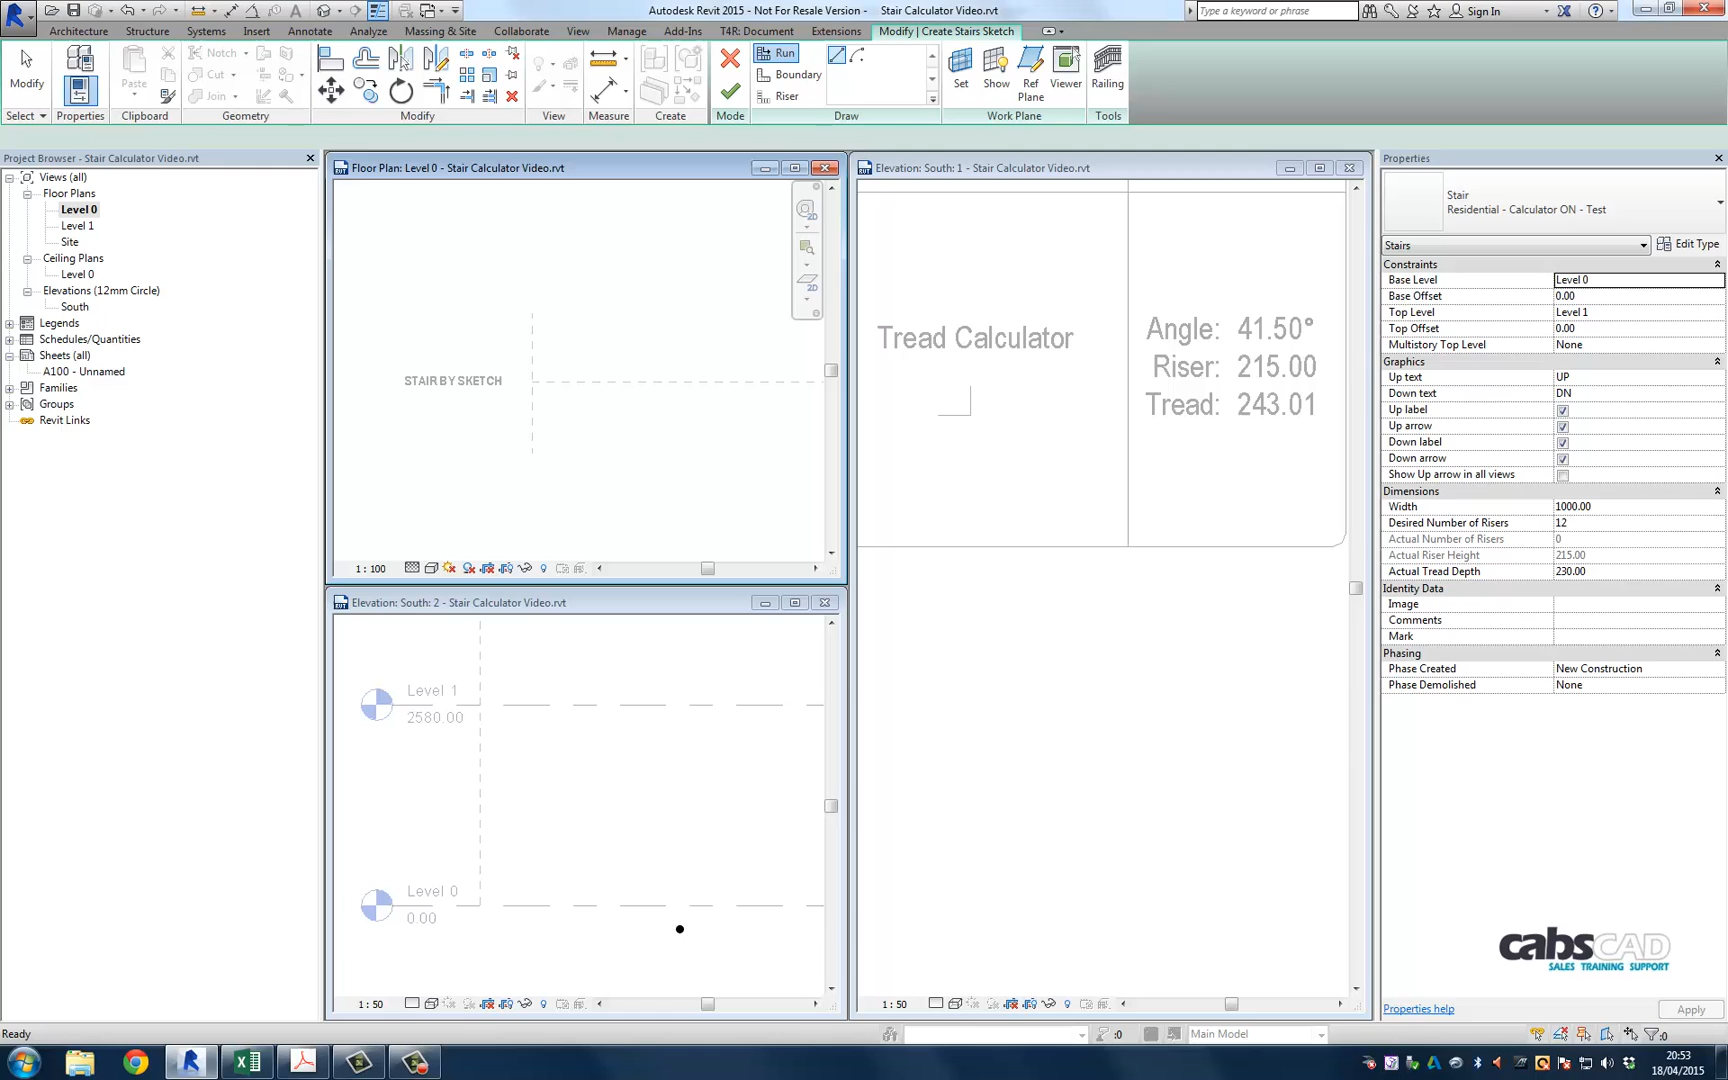 Autodesk Revit 2015 - Not For Resale Version - Stair Calculator Video.rvt
Type a keyword or phrase
Sign In
Architecture Structure Systems Insert Annotate Analyze Massing & Site Collaborate View Manage Add-Ins T4R: Document Extensions Modify | Create Stairs Sketch
Modify
Paste
Notch
Cut
Join
Run
Boundary
Riser
Set Show Ref Plane Viewer Railing
Select Properties Clipboard Geometry Modify View Measure Create Mode Draw Work Plane Tools
Project Browser - Stair Calculator Video.rvt
Views (all)
Floor Plans
Level 0
Level 1
Site
Ceiling Plans
Level 0
Elevations (12mm Circle)
South
Legends
Schedules/Quantities
Sheets (all)
A100 - Unnamed
Families
Groups
Revit Links
Floor Plan: Level 0 - Stair Calculator Video.rvt
2D
2D
STAIR BY SKETCH
1 : 100
Elevation: South: 2 - Stair Calculator Video.rvt
Level 1
2580.00
Level 0
0.00
1 : 50
Elevation: South: 1 - Stair Calculator Video.rvt
Tread Calculator
Angle: 41.50°
Riser: 215.00
Tread: 243.01
1 : 50
Properties
Stair
Residential - Calculator ON - Test
Stairs
Edit Type
Constraints
Base Level Level 0
Base Offset 0.00
Top Level Level 1
Top Offset 0.00
Multistory Top Level None
Graphics
Up text UP
Down text DN
Up label
Up arrow
Down label
Down arrow
Show Up arrow in all views
Dimensions
Width 1000.00
Desired Number of Risers 12
Actual Number of Risers 0
Actual Riser Height 215.00
Actual Tread Depth 230.00
Identity Data
Image
Comments
Mark
Phasing
Phase Created New Construction
Phase Demolished None
cabsCAD
SALES TRAINING SUPPORT
Properties help
Apply
Ready
:0
Main Model
:0
20:53
18/04/2015